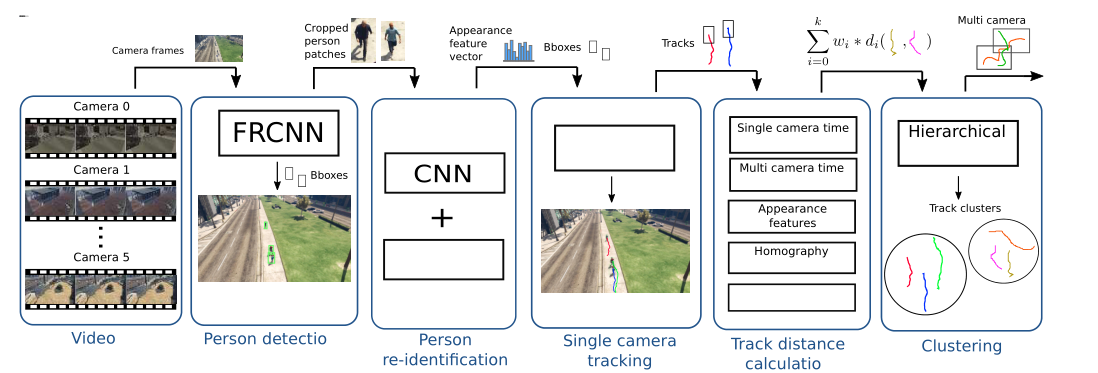 Camera frames
Cropped
person
patches
Appearance
feature
vector
Bboxes
Tracks
k
∑ w_i * d_i( , )
i=0
Multi camera
Camera 0
Camera 1
Camera 5
Video
FRCNN
Bboxes
Person detectio
CNN
+
Person
re-identification
Single camera
tracking
Single camera time
Multi camera time
Appearance
features
Homography
Track distance
calculatio
Hierarchical
Track clusters
Clustering